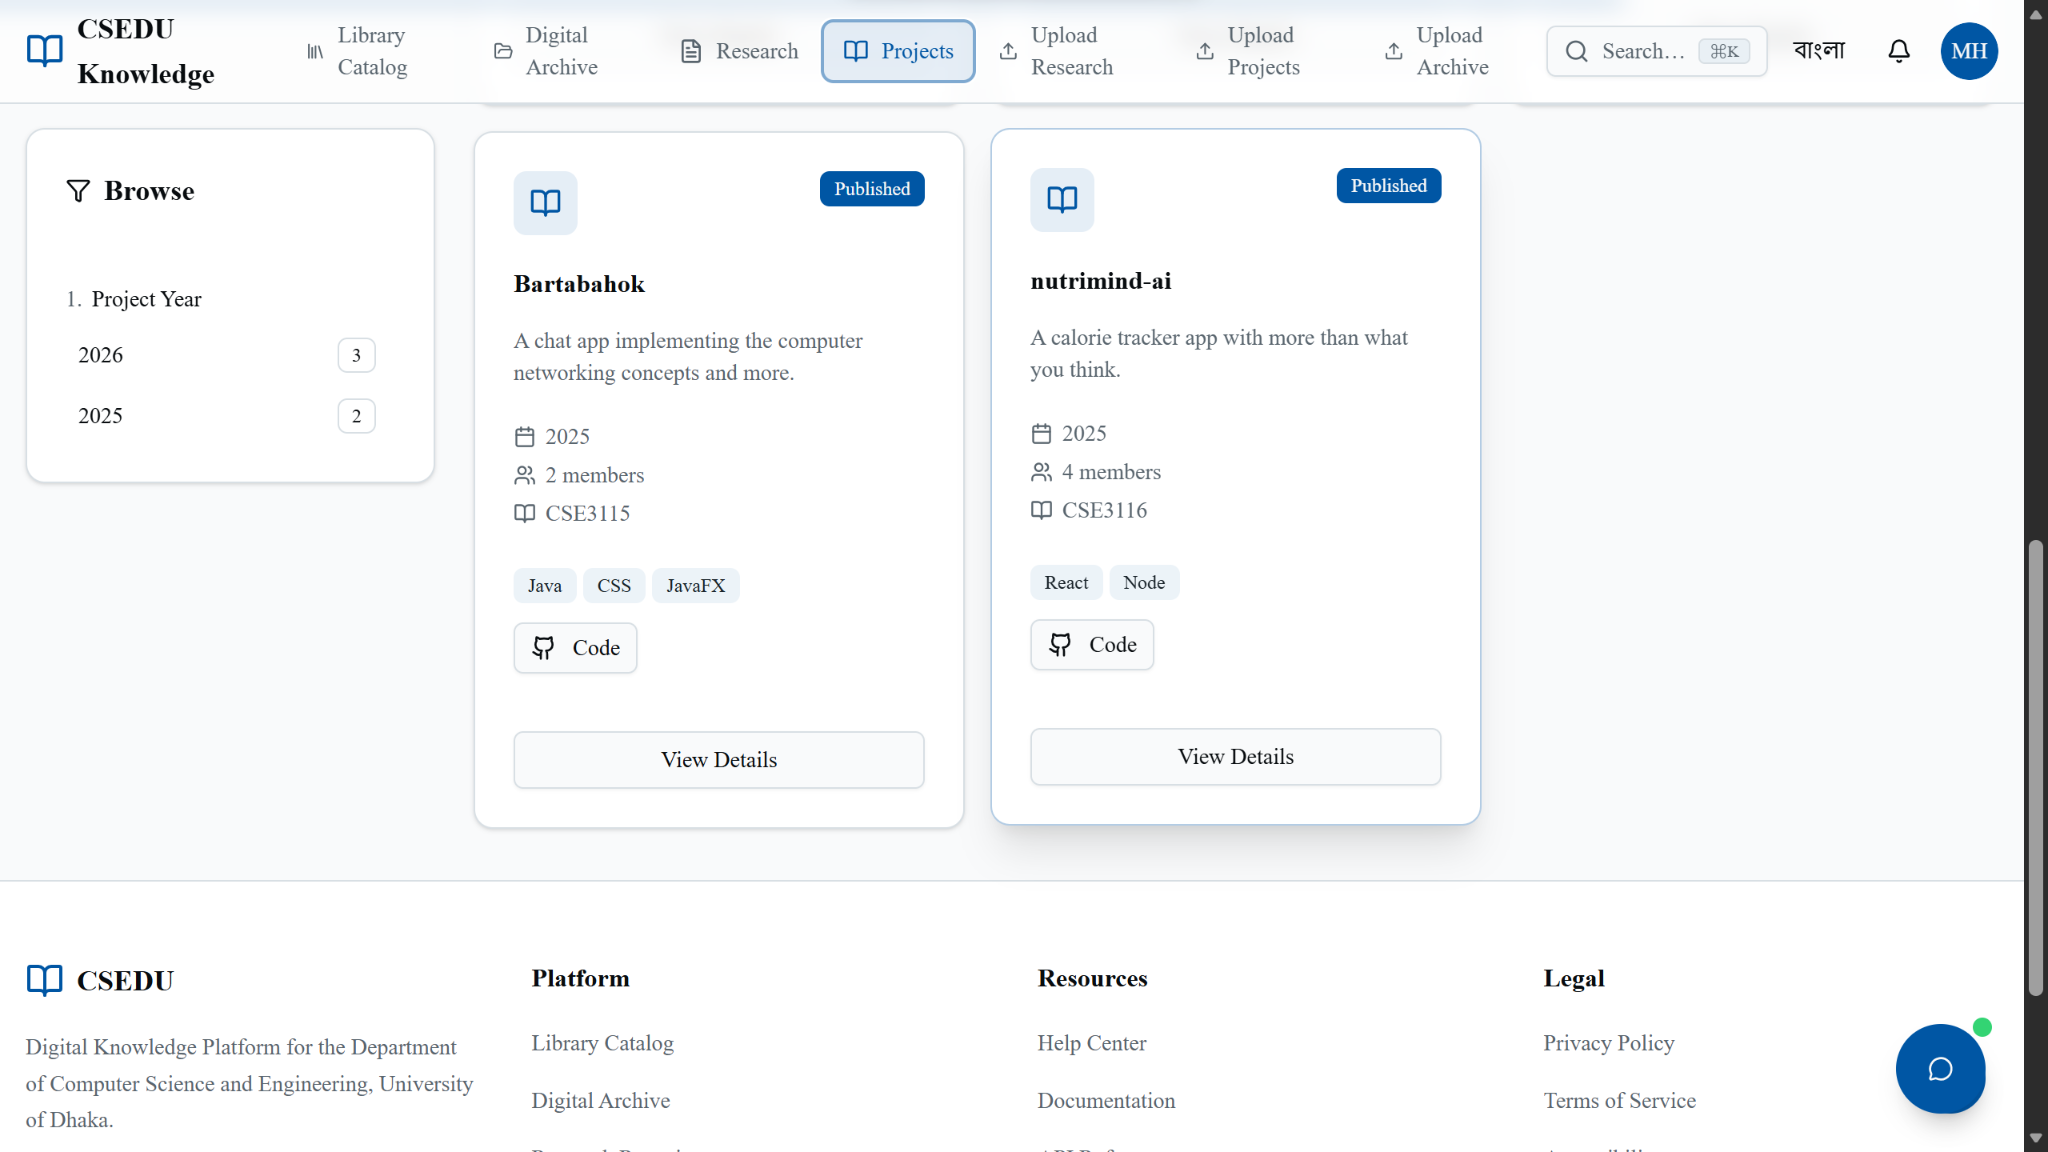 CSEDU
Knowledge
Library
Catalog
Digital
Archive
Research
Projects
Upload
Research
Upload
Projects
Upload
Archive
Search…
⌘K
বাংলা
MH
Browse
1. Project Year
2026
3
2025
2
Published
Bartabahok
A chat app implementing the computer
networking concepts and more.
2025
2 members
CSE3115
Java
CSS
JavaFX
Code
View Details
Published
nutrimind-ai
A calorie tracker app with more than what
you think.
2025
4 members
CSE3116
React
Node
Code
View Details
CSEDU
Digital Knowledge Platform for the Department
of Computer Science and Engineering, University
of Dhaka.
Platform
Library Catalog
Digital Archive
Resources
Help Center
Documentation
Legal
Privacy Policy
Terms of Service